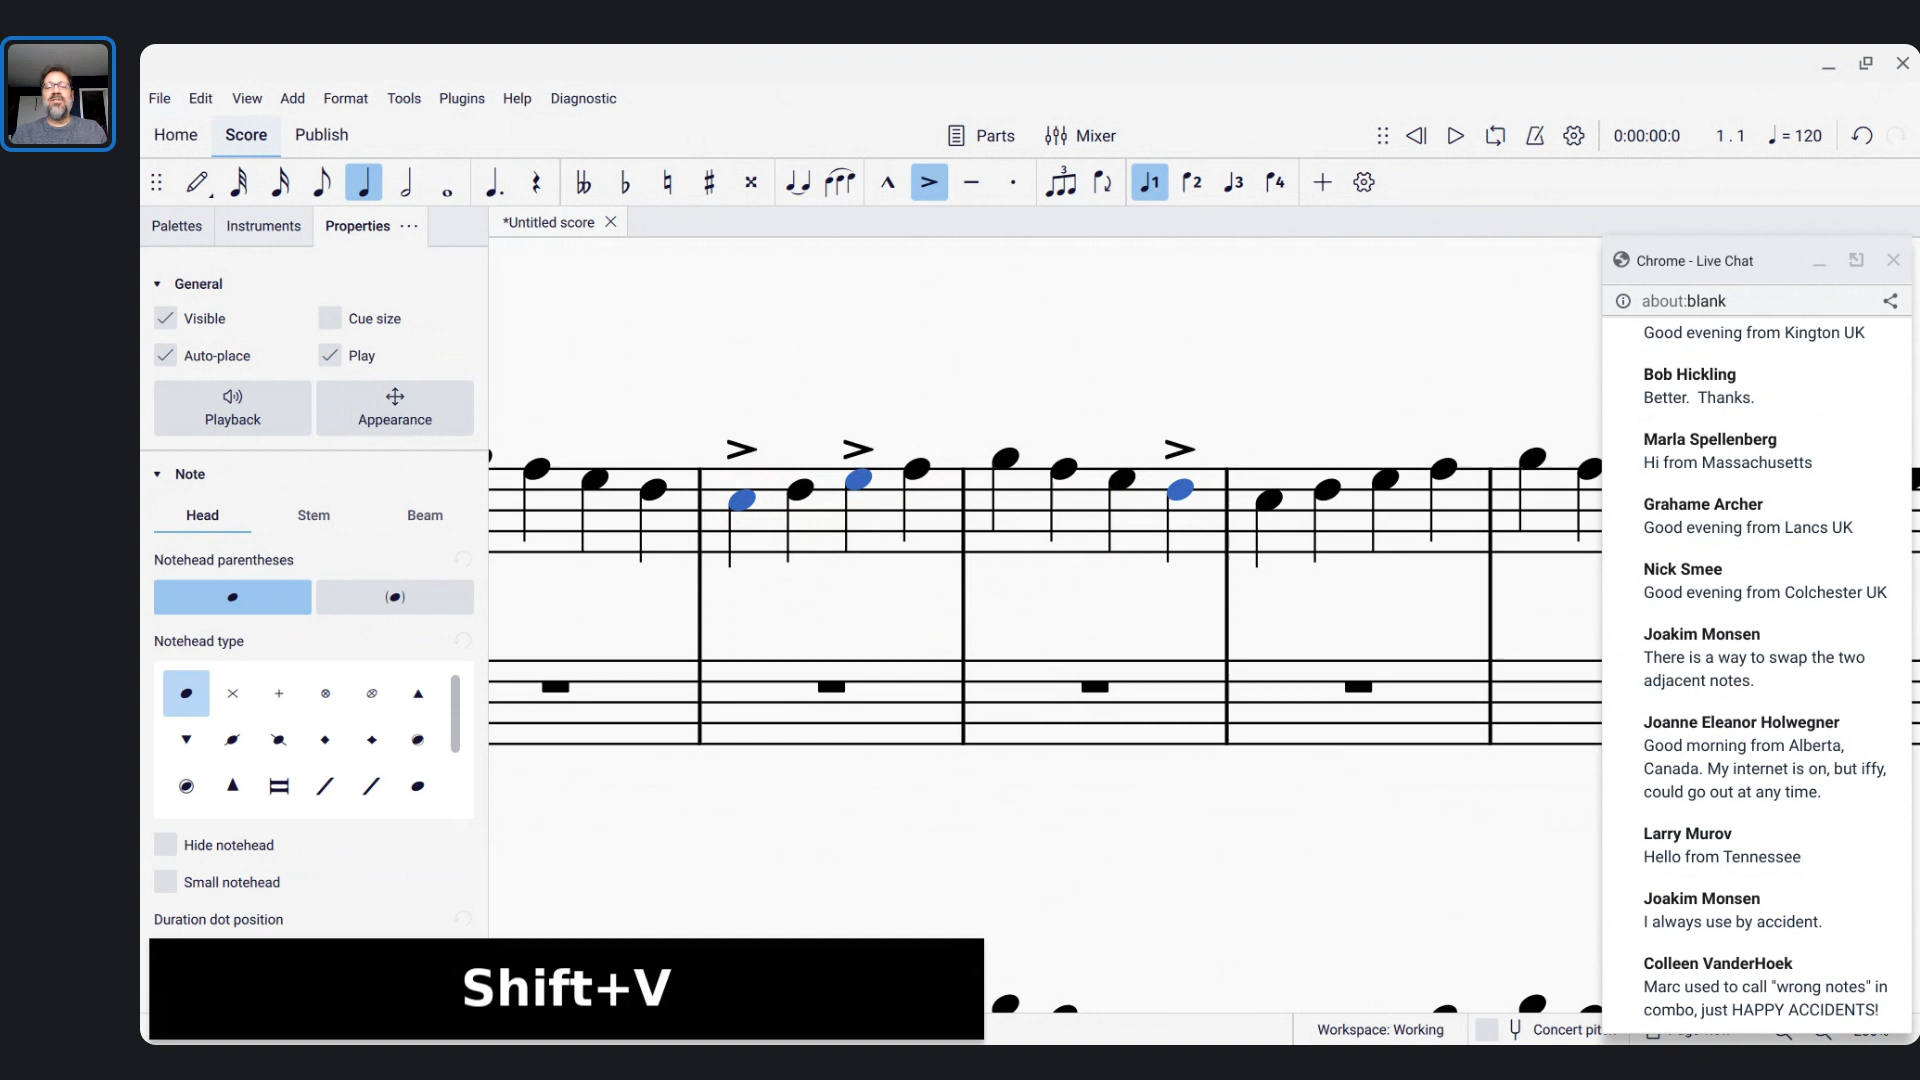 File Edit View Add Format Tools Plugins Help Diagnostic
Home Score Publish Parts Mixer 0:00:00:0 1 . 1 = 120
3 1 2 3 4
Palettes Instruments Properties ··· *Untitled score
General
Visible Cue size
Auto-place Play
Playback Appearance
Note
Head Stem Beam
Notehead parentheses
Notehead type
Hide notehead
Small notehead
Duration dot position
Shift+V
Workspace: Working Concert
Chrome - Live Chat
about:blank
Good evening from Kington UK
Bob Hickling
Better. Thanks.
Marla Spellenberg
Hi from Massachusetts
Grahame Archer
Good evening from Lancs UK
Nick Smee
Good evening from Colchester UK
Joakim Monsen
There is a way to swap the two
adjacent notes.
Joanne Eleanor Holwegner
Good morning from Alberta,
Canada. My internet is on, but iffy,
could go out at any time.
Larry Murov
Hello from Tennessee
Joakim Monsen
I always use by accident.
Colleen VanderHoek
Marc used to call "wrong notes" in
combo, just HAPPY ACCIDENTS!